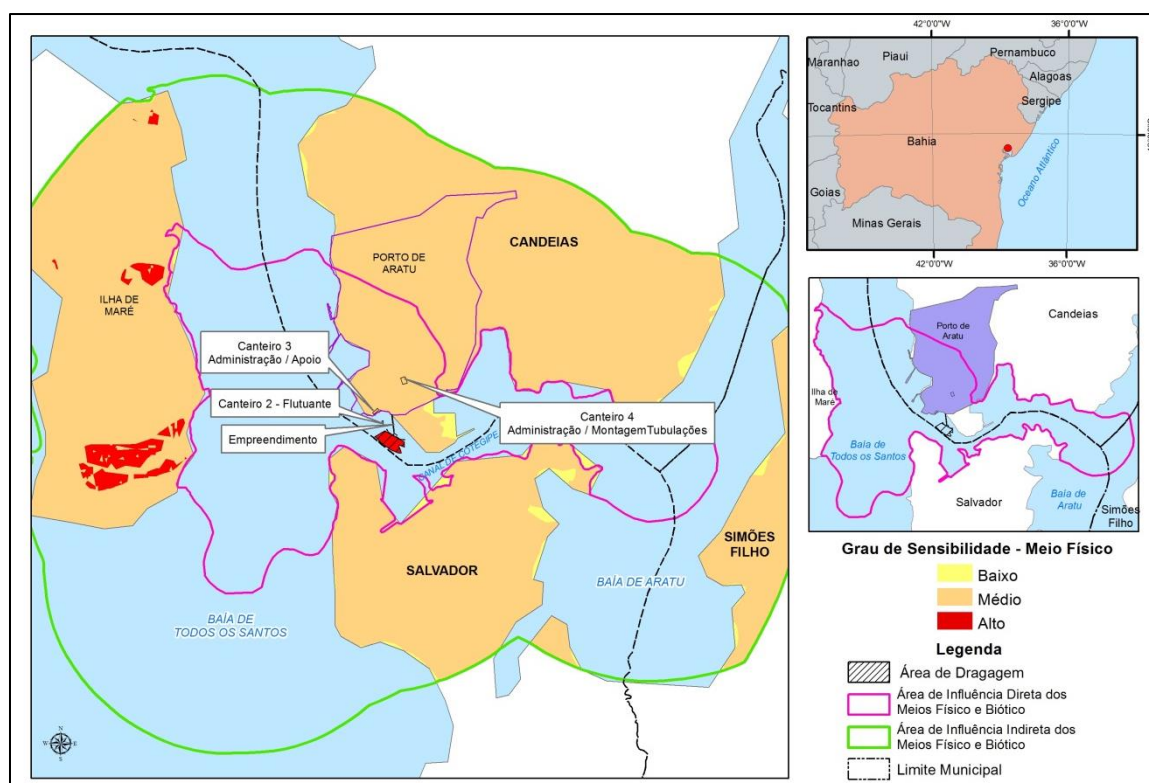 CANDEIAS
PORTO DE
ARATU
ILHA DE
MARÉ
Canteiro 3
Administração / Apoio
Canteiro 2 - Flutuante
Empreendimento
Canteiro 4
Administração / MontagemTubulações
CANAL DE COTEGIPE
SALVADOR
SIMÕES
FILHO
BAÍA DE ARATU
BAÍA DE
TODOS OS SANTOS
N
W
E
S
42°0'0"W
36°0'0"W
Maranhao
Piaui
Pernambuco
Alagoas
Sergipe
Tocantins
Bahia
Oceano Atlântico
Goias
Minas Gerais
42°0'0"W
36°0'0"W
Candeias
Porto de
Aratu
Ilha de
Maré
Baía de
Todos os Santos
Salvador
Baía de
Aratu
Simões
Filho
Grau de Sensibilidade - Meio Físico
Baixo
Médio
Alto
Legenda
Área de Dragagem
Área de Influência Direta dos
Meios Físico e Biótico
Área de Influência Indireta dos
Meios Físico e Biótico
Limite Municipal